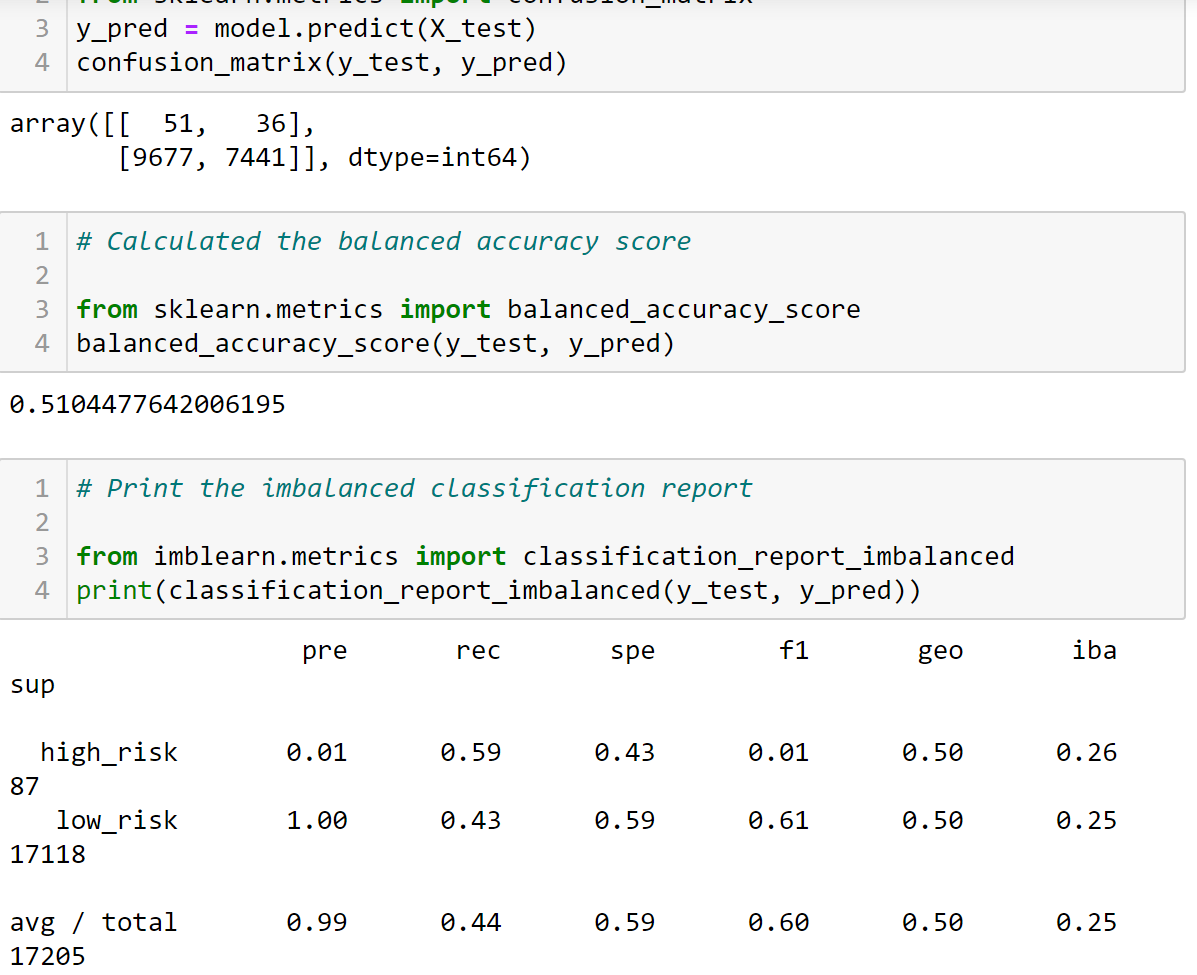 2 from sklearn.metrics import confusion_matrix
3 y_pred = model.predict(X_test)
4 confusion_matrix(y_test, y_pred)
array([[  51,   36],
       [9677, 7441]], dtype=int64)
1 # Calculated the balanced accuracy score
2
3 from sklearn.metrics import balanced_accuracy_score
4 balanced_accuracy_score(y_test, y_pred)
0.5104477642006195
1 # Print the imbalanced classification report
2
3 from imblearn.metrics import classification_report_imbalanced
4 print(classification_report_imbalanced(y_test, y_pred))
                   pre       rec       spe        f1       geo       iba
sup
  high_risk       0.01      0.59      0.43      0.01      0.50      0.26
87
   low_risk       1.00      0.43      0.59      0.61      0.50      0.25
17118
avg / total       0.99      0.44      0.59      0.60      0.50      0.25
17205